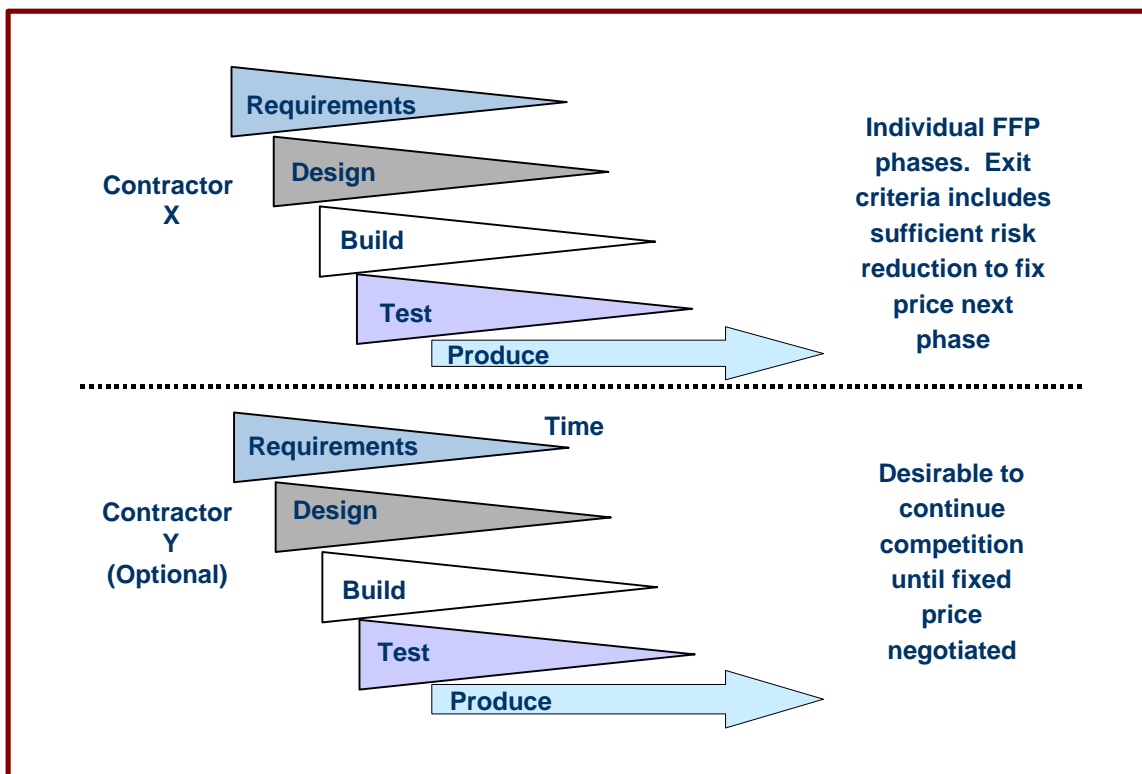 Requirements
Design
Build
Test
Produce
Contractor
X
Individual FFP
phases.  Exit
criteria includes
sufficient risk
reduction to fix
price next
phase
Time
Requirements
Design
Build
Test
Produce
Contractor
Y
(Optional)
Desirable to
continue
competition
until fixed
price
negotiated